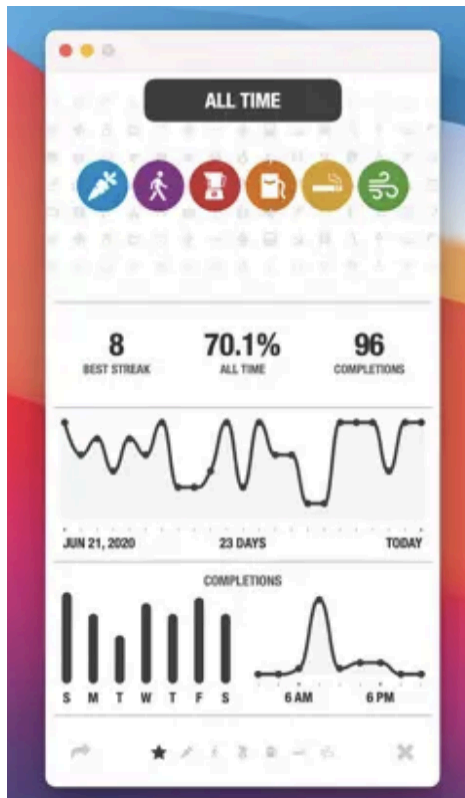 ALL TIME
8 70.1% 96
BEST STREAK ALL TIME COMPLETIONS
JUN 21, 2020 23 DAYS TODAY
COMPLETIONS
S M T W T F S 6 AM 6 PM